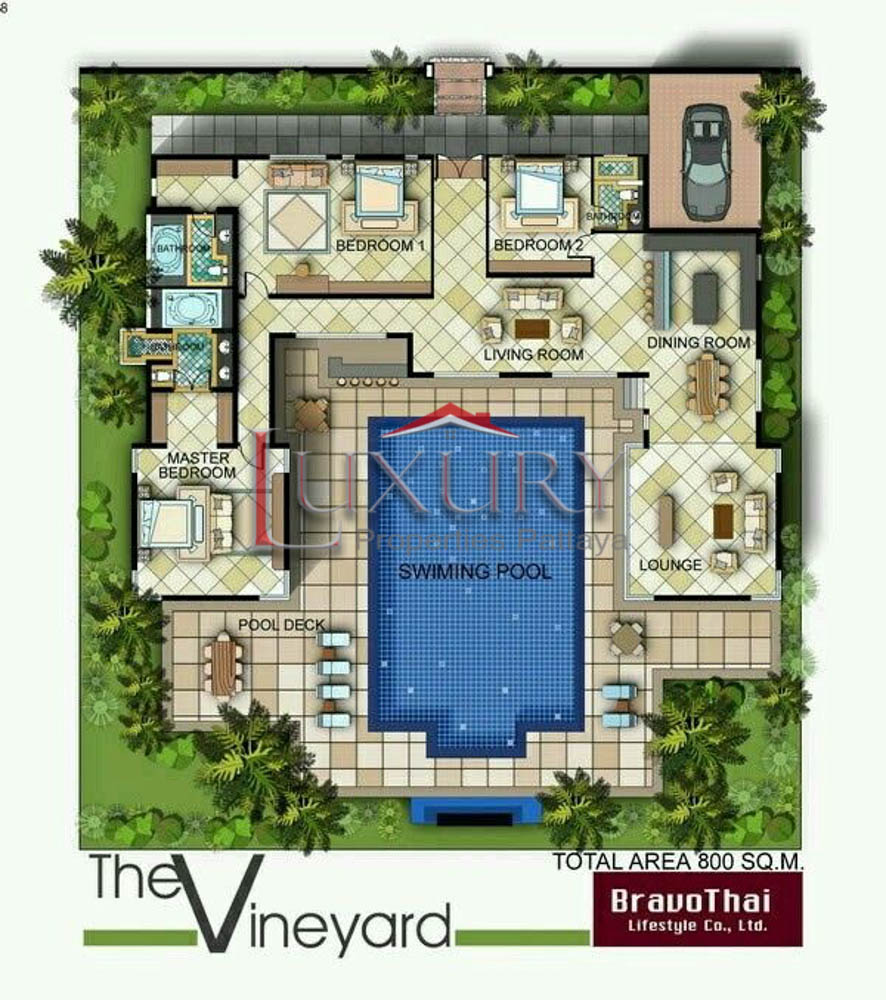 8
BEDROOM 1
BEDROOM 2
BATHROOM
BATHROOM
BATHROOM
LIVING ROOM
DINING ROOM
MASTER
BEDROOM
LUXURY
Properties Pattaya
SWIMING POOL
LOUNGE
POOL DECK
TOTAL AREA 800 SQ.M.
The Vineyard
BravoThai
Lifestyle Co., Ltd.